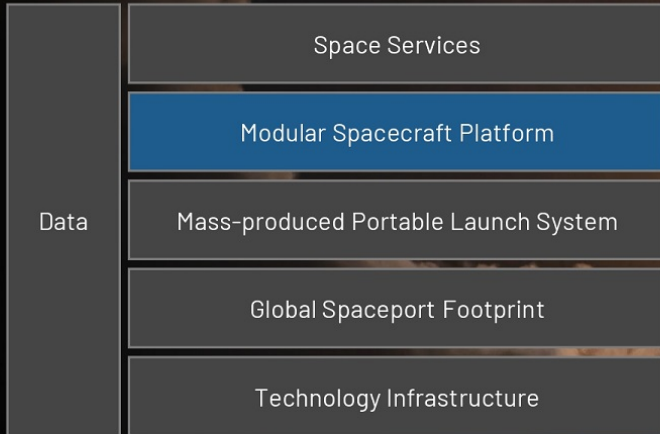 Space Services
Modular Spacecraft Platform
Data
Mass-produced Portable Launch System
Global Spaceport Footprint
Technology Infrastructure